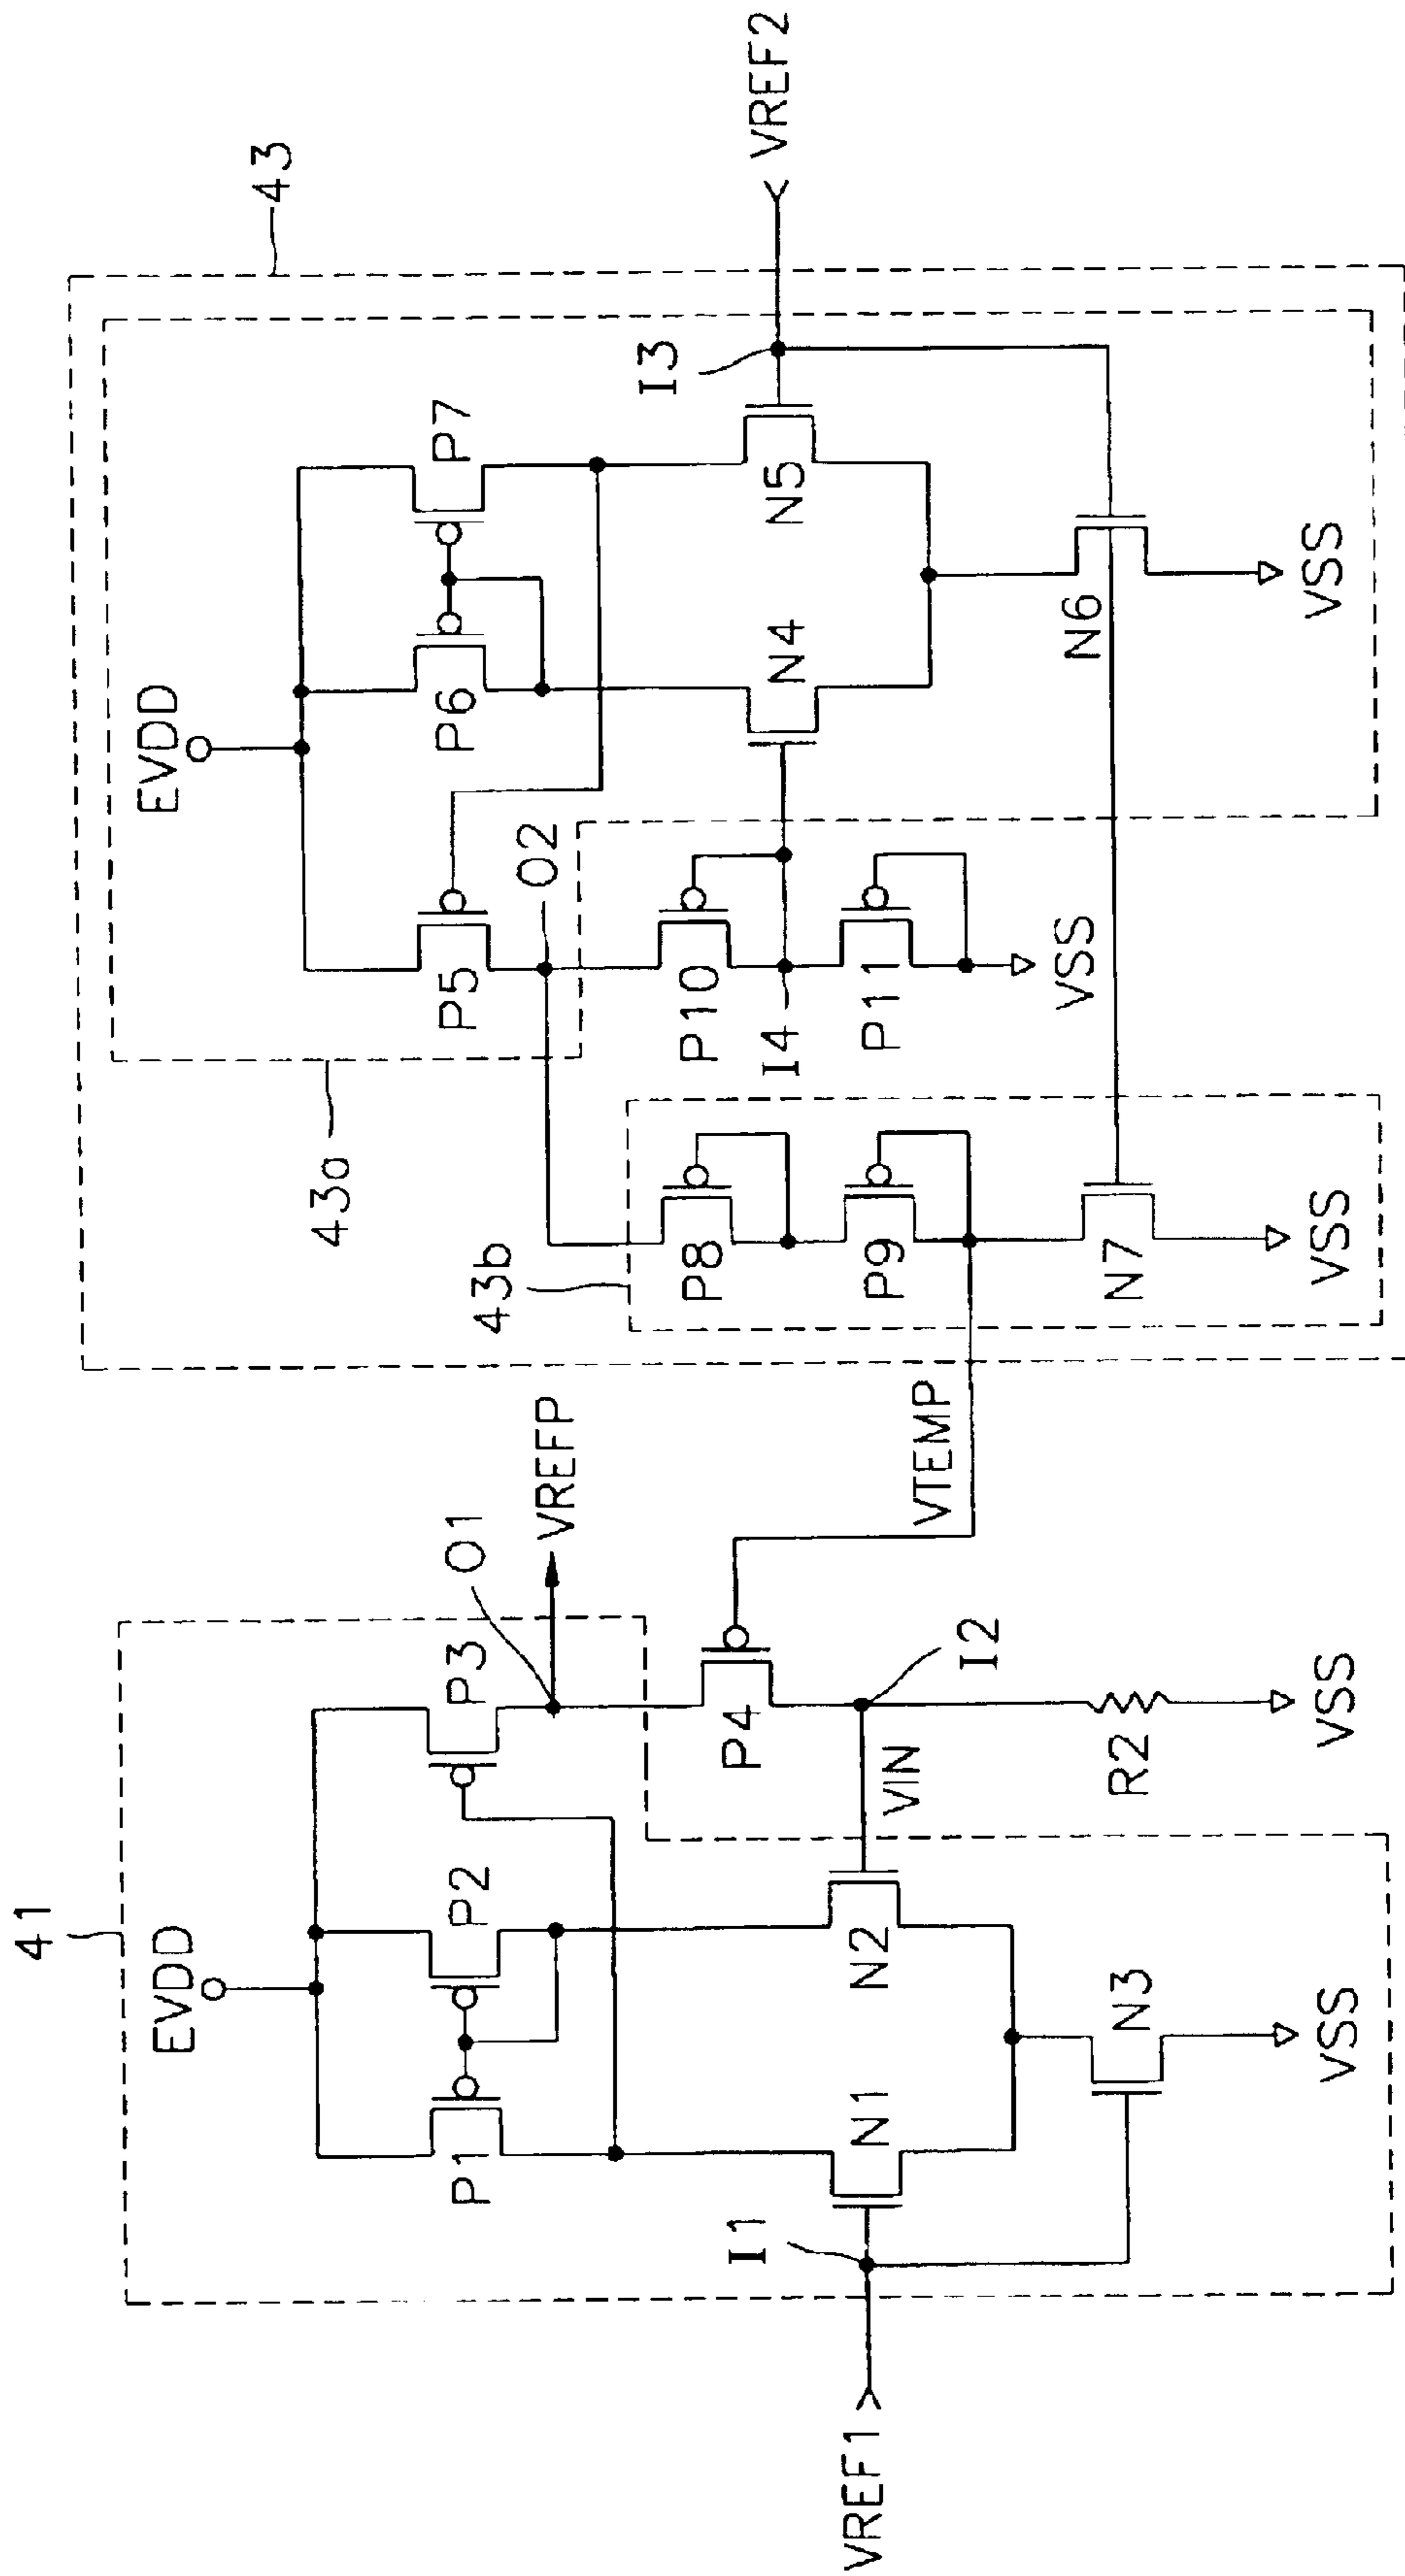 41
EVDD
P1
P2
P3
O1
VREFP
N1
N2
I1
VREF1
N3
VSS
VIN
P4
I2
R2
VSS
VTEMP
43
43a
43b
EVDD
P5
P6
P7
O2
P8
P9
P10
I4
P11
VSS
N4
N5
I3
VREF2
N6
VSS
N7
VSS